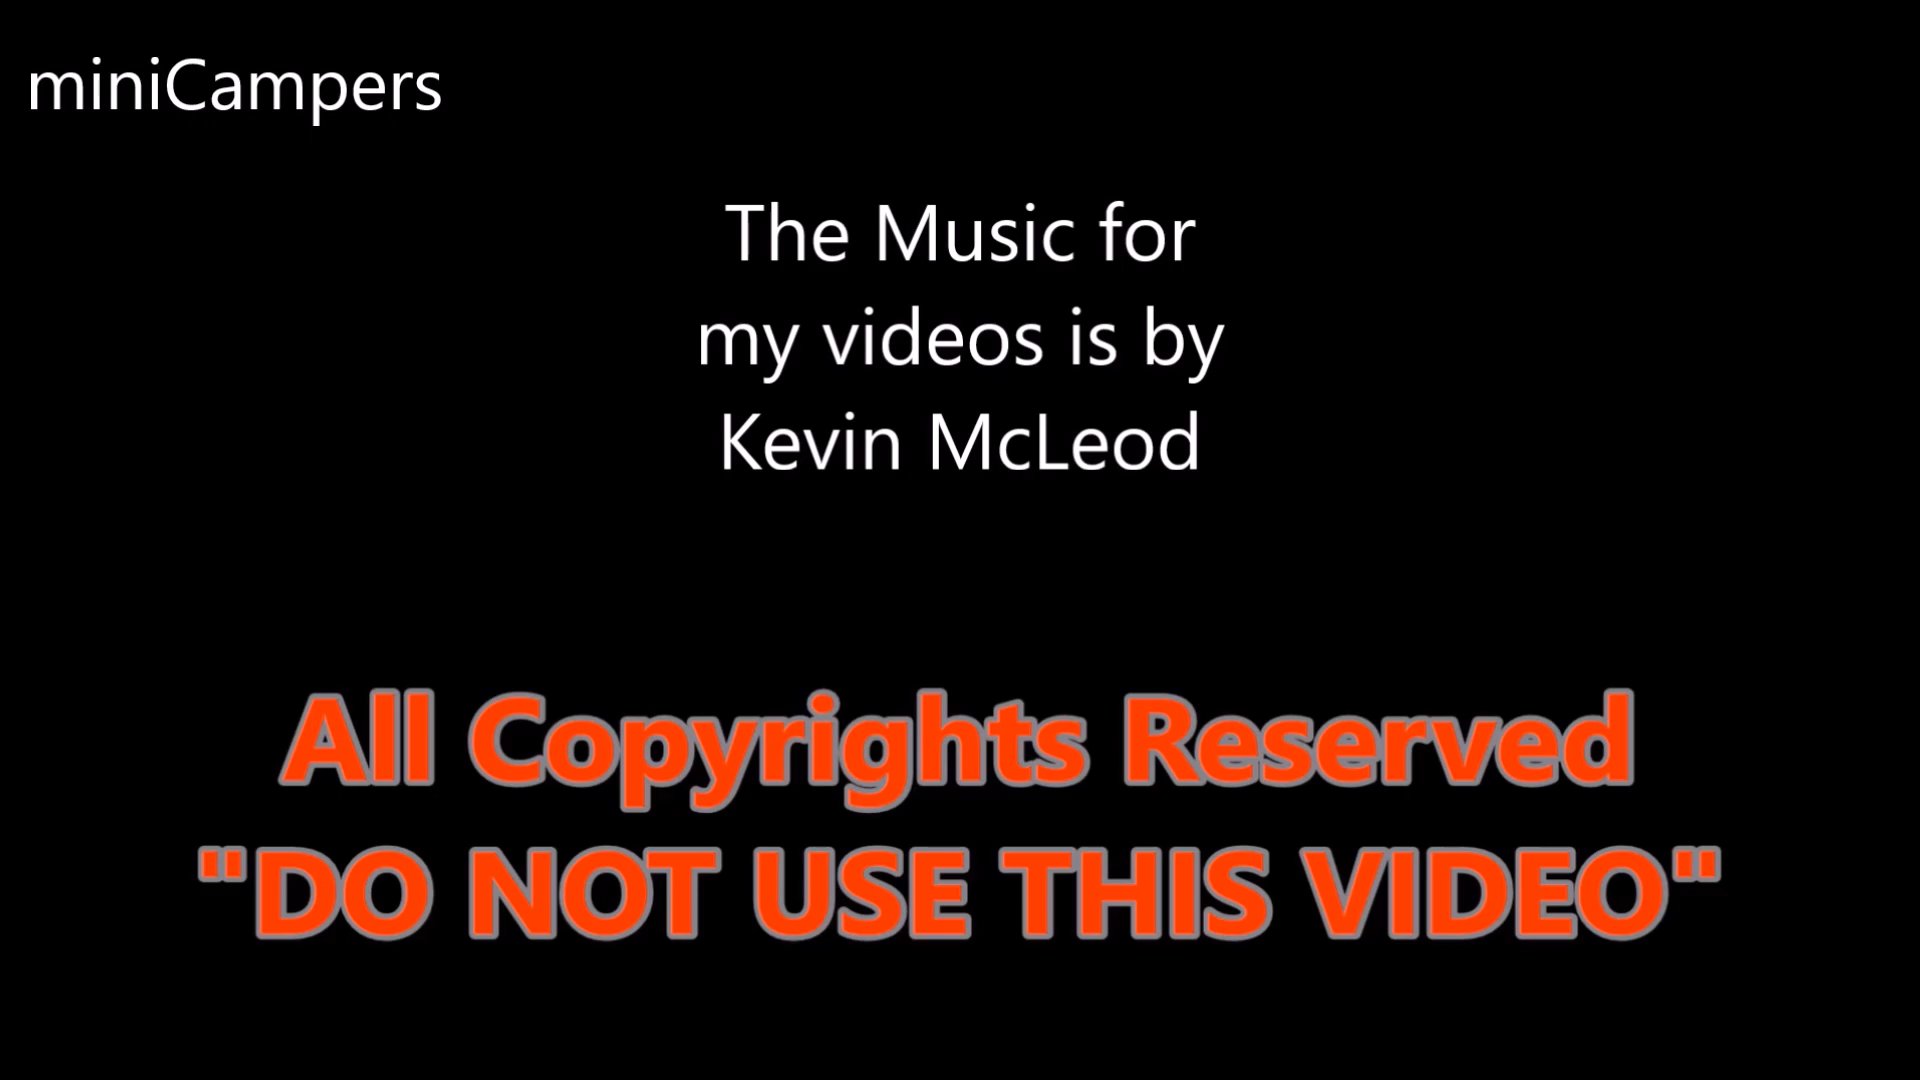 miniCampers
The Music for
my videos is by
Kevin McLeod
All Copyrights Reserved
"DO NOT USE THIS VIDEO"